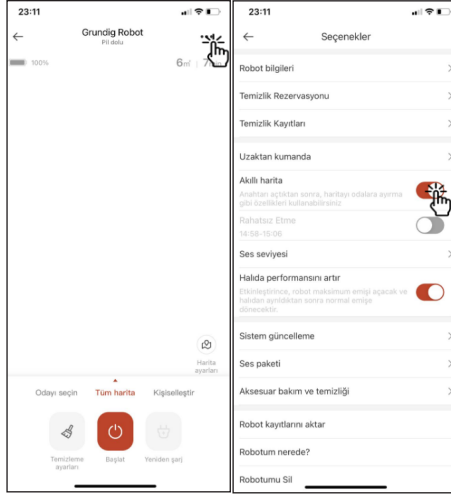 23:11
Grundig Robot
Pil dolu
100%
6㎡
Harita
ayarları
Odayı seçin
Tüm harita
Kişiselleştir
Temizleme
ayarları
Başlat
Yeniden şarj
23:11
Seçenekler
Robot bilgileri
Temizlik Rezervasyonu
Temizlik Kayıtları
Uzaktan kumanda
Akıllı harita
Anahtarı açtıktan sonra, haritayı odalara ayırma
gibi özellikleri kullanabilirsiniz
Rahatsız Etme
14:58-15:06
Ses seviyesi
Halıda performansını artır
Etkinleştirince, robot maksimum emişi açacak ve
halıdan ayrıldıktan sonra normal emişe
dönecektir.
Sistem güncelleme
Ses paketi
Aksesuar bakım ve temizliği
Robot kayıtlarını aktar
Robotum nerede?
Robotumu Sil